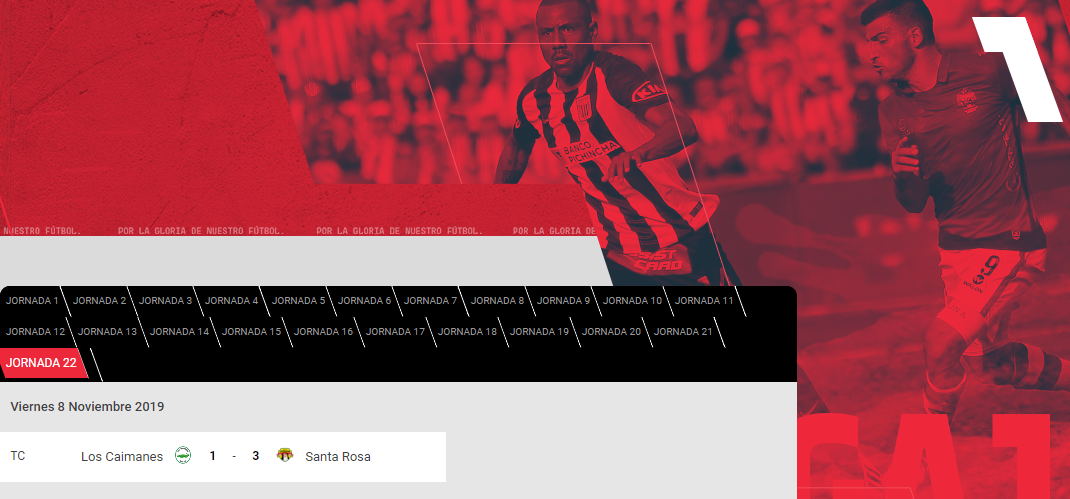 BANCO
PICHINCHA
NUESTRO FÚTBOL. POR LA GLORIA DE NUESTRO FÚTBOL. POR LA GLORIA DE NUESTRO FÚTBOL. POR LA GLORIA DE
9
JORNADA 1 JORNADA 2 JORNADA 3 JORNADA 4 JORNADA 5 JORNADA 6 JORNADA 7 JORNADA 8 JORNADA 9 JORNADA 10 JORNADA 11
JORNADA 12 JORNADA 13 JORNADA 14 JORNADA 15 JORNADA 16 JORNADA 17 JORNADA 18 JORNADA 19 JORNADA 20 JORNADA 21
JORNADA 22
Viernes 8 Noviembre 2019
TC Los Caimanes 1 - 3 Santa Rosa